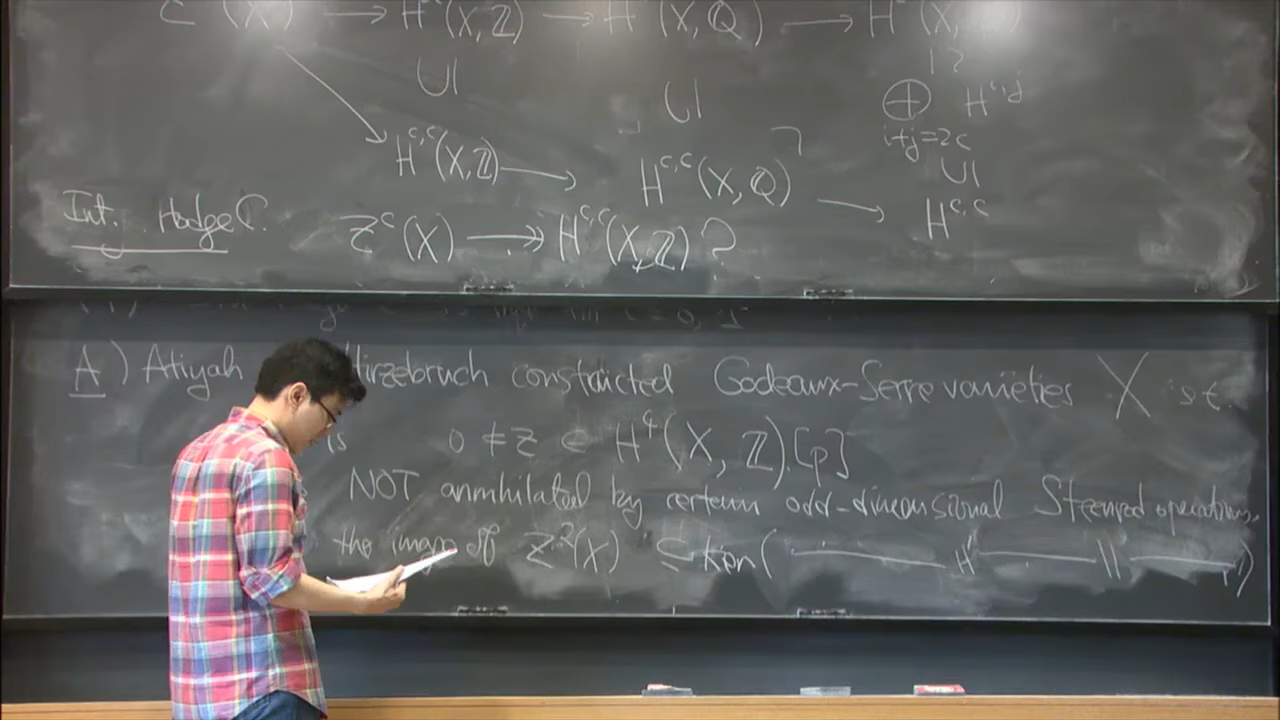 (X) → H (X, ℤ) → H (X, ℚ) → H (X,
∪| ∪| ⊕ H^{i,j}
i+j=2c
H^{c,c}(X, ℤ) → H^{c,c}(X, ℚ) → H^{c,c}
∪|
Int. Hodge C. Z^c(X) ↠ H^{c,c}(X, ℤ) ?
A) Atiyah Hirzebruch constructed Godeaux-Serre varieties X s.t.
is 0 ≠ z ∈ H^4(X, ℤ)[p]
NOT annihilated by certain odd-dimensional Steenrod operations.
the image of Z^2(X) ⊆ Ker( — " — " — )